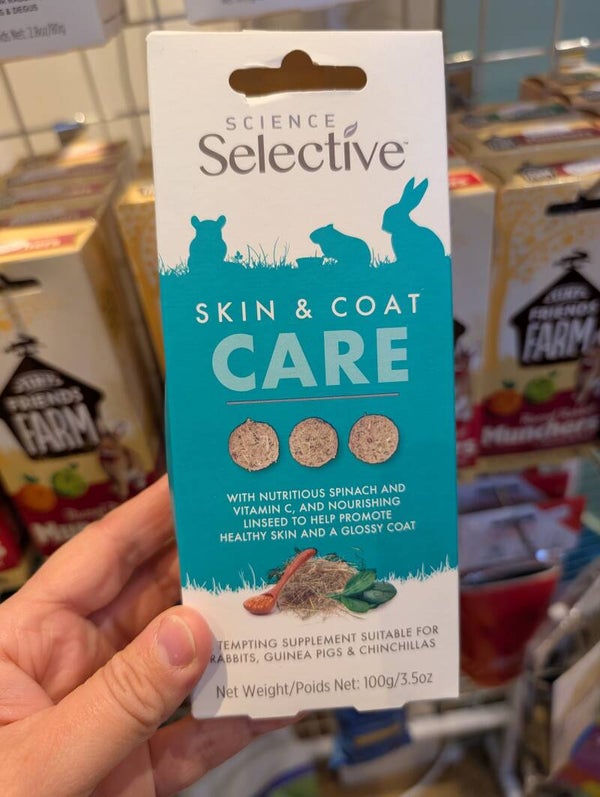 & DEGUS
SCIENCE
Selective™
SKIN & COAT
CARE
WITH NUTRITIOUS SPINACH AND
VITAMIN C, AND NOURISHING
LINSEED TO HELP PROMOTE
HEALTHY SKIN AND A GLOSSY COAT
TEMPTING SUPPLEMENT SUITABLE FOR
RABBITS, GUINEA PIGS & CHINCHILLAS
Net Weight/Poids Net: 100g/3.5oz
FRIENDS
FARM
FRIENDS
FARM
Munchers